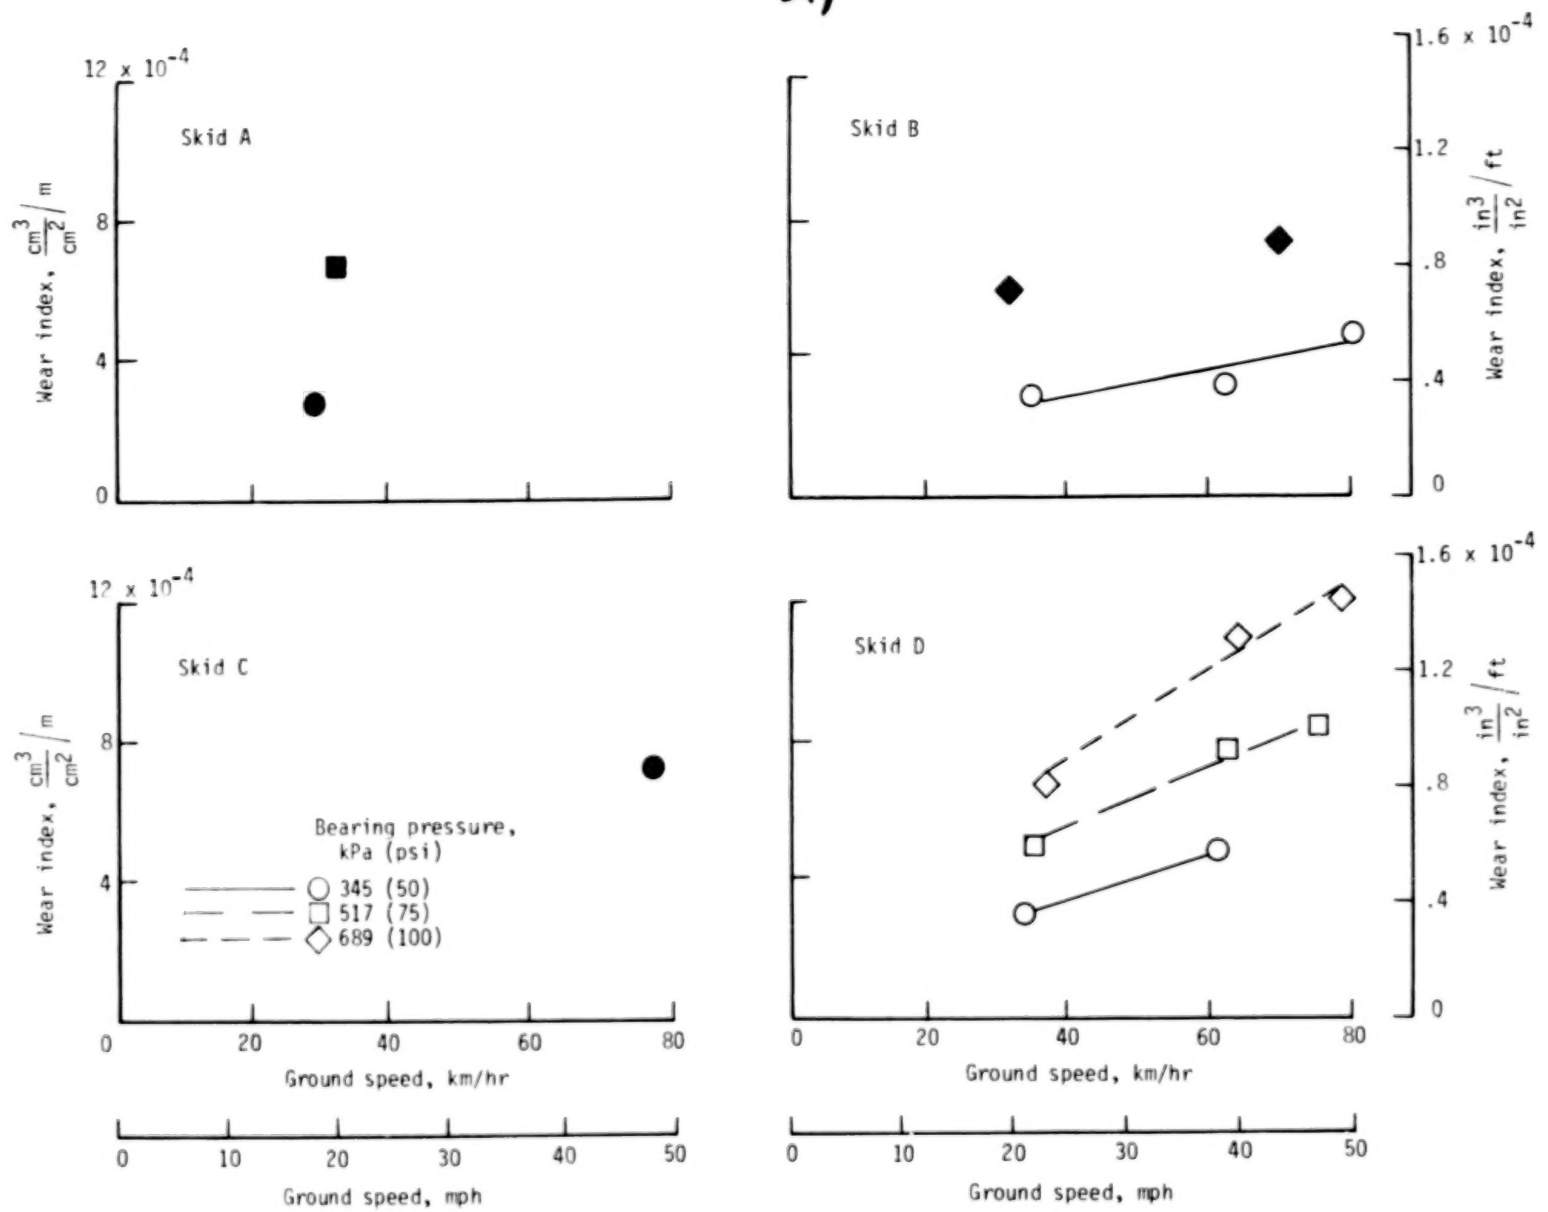 12 x 10-4
Skid A
8
4
0
Wear index, cm3/cm2/m
Skid B
1.6 x 10-4
1.2
.8
.4
0
Wear index, in3/in2/ft
12 x 10-4
Skid C
8
4
Wear index, cm3/cm2/m
Bearing pressure,
kPa (psi)
345 (50)
517 (75)
689 (100)
0 20 40 60 80
Ground speed, km/hr
0 10 20 30 40 50
Ground speed, mph
Skid D
1.6 x 10-4
1.2
.8
.4
0
Wear index, in3/in2/ft
0 20 40 60 80
Ground speed, km/hr
0 10 20 30 40 50
Ground speed, mph